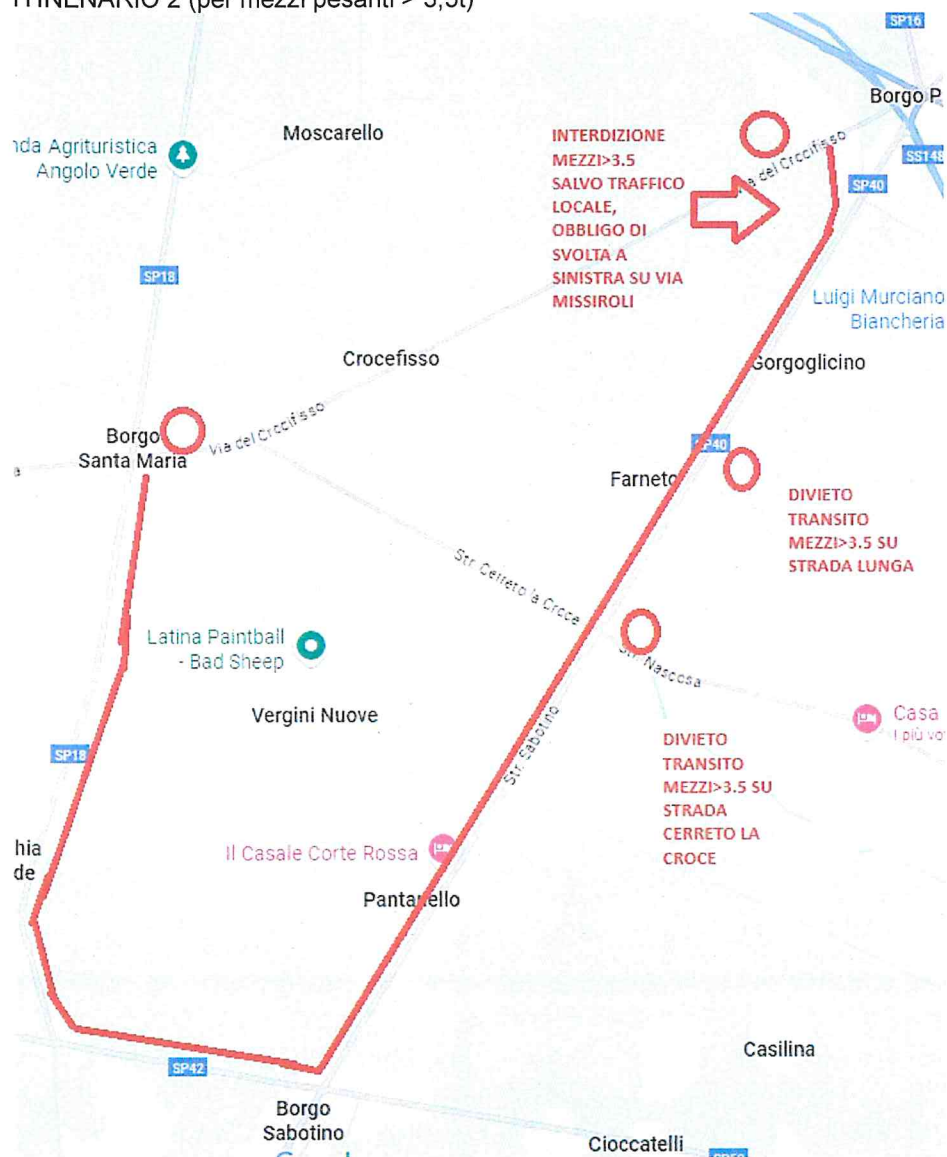 ITINERARIO 2 (per mezzi pesanti > 3,5t)
SP16
Borgo P
Moscarello
nda Agrituristica
Angolo Verde
INTERDIZIONE
MEZZI>3.5
SALVO TRAFFICO
LOCALE,
OBBLIGO DI
SVOLTA A
SINISTRA SU VIA
MISSIROLI
Via del Crocifisso
SS148
SP40
SP18
Luigi Murciano
Biancheria
Crocefisso
Gorgoglicino
Via del Crocifisso
Borgo
Santa Maria
a
SP40
Farneto
DIVIETO
TRANSITO
MEZZI>3.5 SU
STRADA LUNGA
Str. Cerreto la Croce
Latina Paintball
- Bad Sheep
Str. Nascosa
Vergini Nuove
Casa
I più vo
Str. Sabotino
DIVIETO
TRANSITO
MEZZI>3.5 SU
STRADA
CERRETO LA
CROCE
SP18
hia
de
Il Casale Corte Rossa
Pantanello
Casilina
SP42
Borgo
Sabotino
Cioccatelli